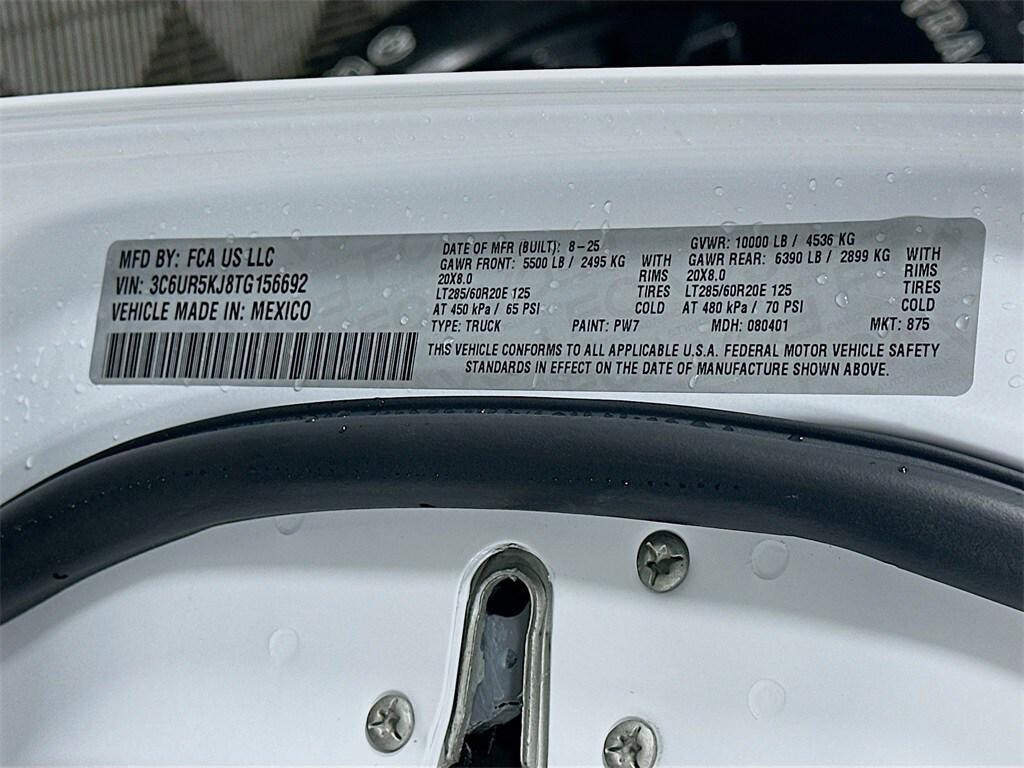 MFD BY: FCA US LLC
VIN: 3C6UR5KJ8TG156692
VEHICLE MADE IN: MEXICO
DATE OF MFR (BUILT): 8-25
GAWR FRONT: 5500 LB / 2495 KG WITH
20X8.0 RIMS
LT285/60R20E 125 TIRES
AT 450 kPa / 65 PSI COLD
GVWR: 10000 LB / 4536 KG
GAWR REAR: 6390 LB / 2899 KG WITH
20X8.0 RIMS
LT285/60R20E 125 TIRES
AT 480 kPa / 70 PSI COLD
TYPE: TRUCK PAINT: PW7 MDH: 080401 MKT: 875
THIS VEHICLE CONFORMS TO ALL APPLICABLE U.S.A. FEDERAL MOTOR VEHICLE SAFETY
STANDARDS IN EFFECT ON THE DATE OF MANUFACTURE SHOWN ABOVE.